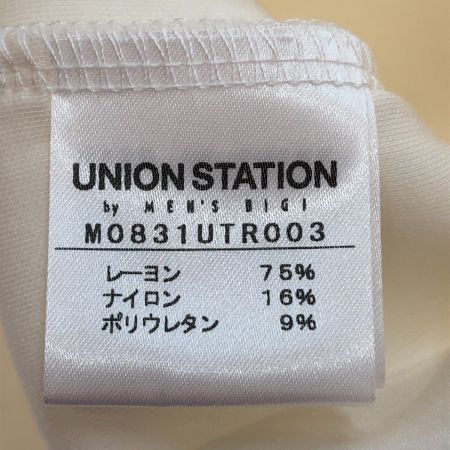 UNION STATION
by MEN'S BIGI
M0831UTR003
レーヨン 75%
ナイロン 16%
ポリウレタン 9%